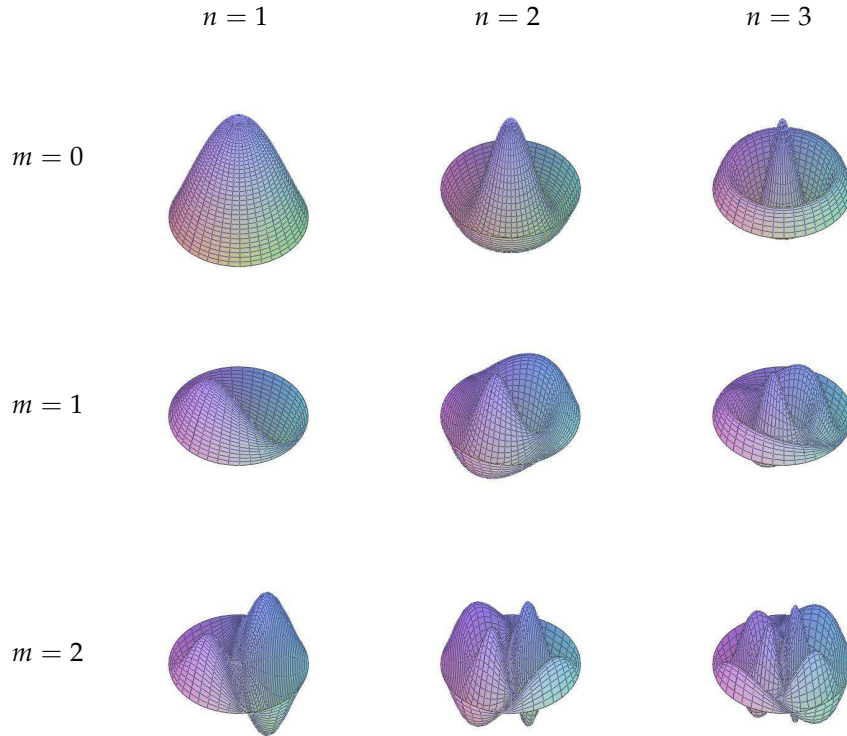 n = 1 n = 2 n = 3
m = 0
m = 1
m = 2